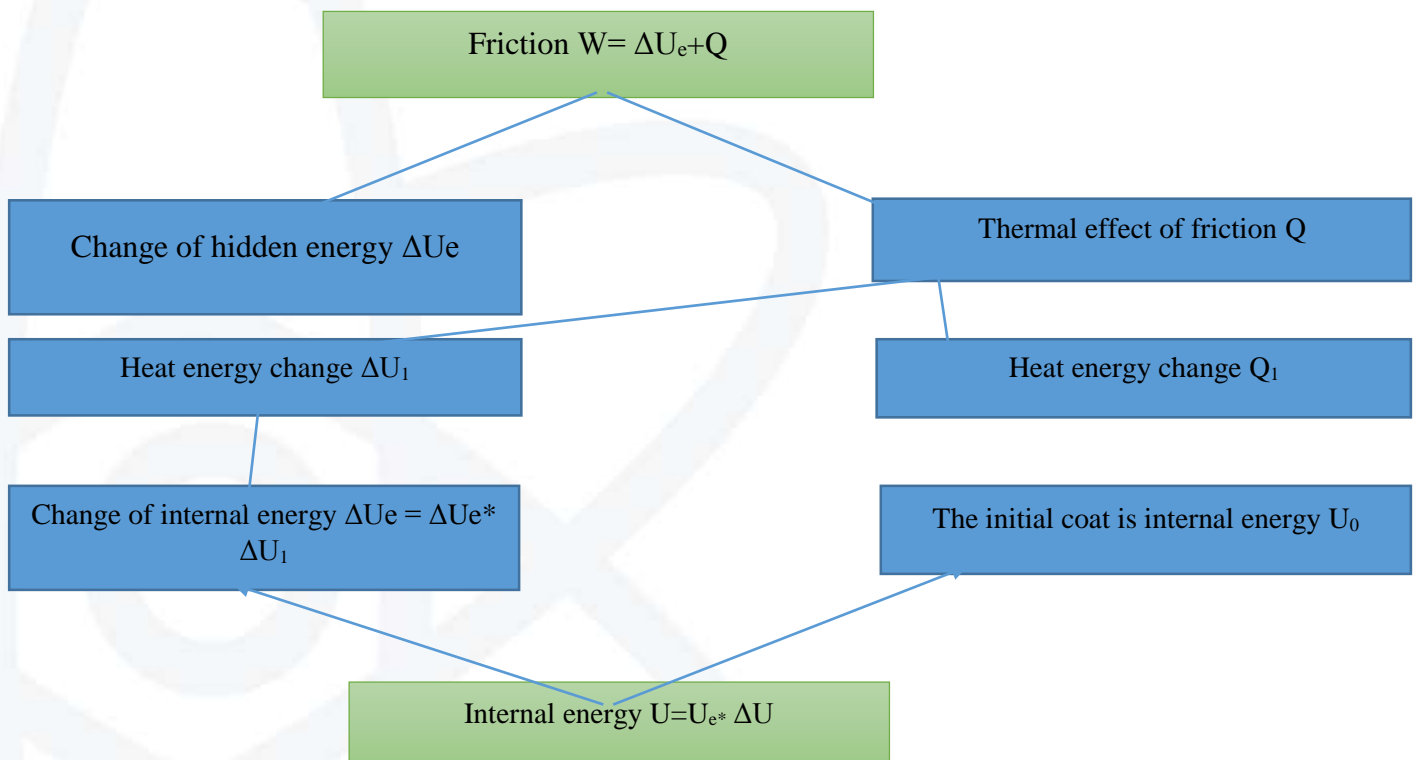 Friction W= ΔUₑ+Q
Change of hidden energy ΔUe
Thermal effect of friction Q
Heat energy change ΔU₁
Heat energy change Q₁
Change of internal energy ΔUe = ΔUe*
ΔU₁
The initial coat is internal energy U₀
Internal energy U=Uₑ* ΔU